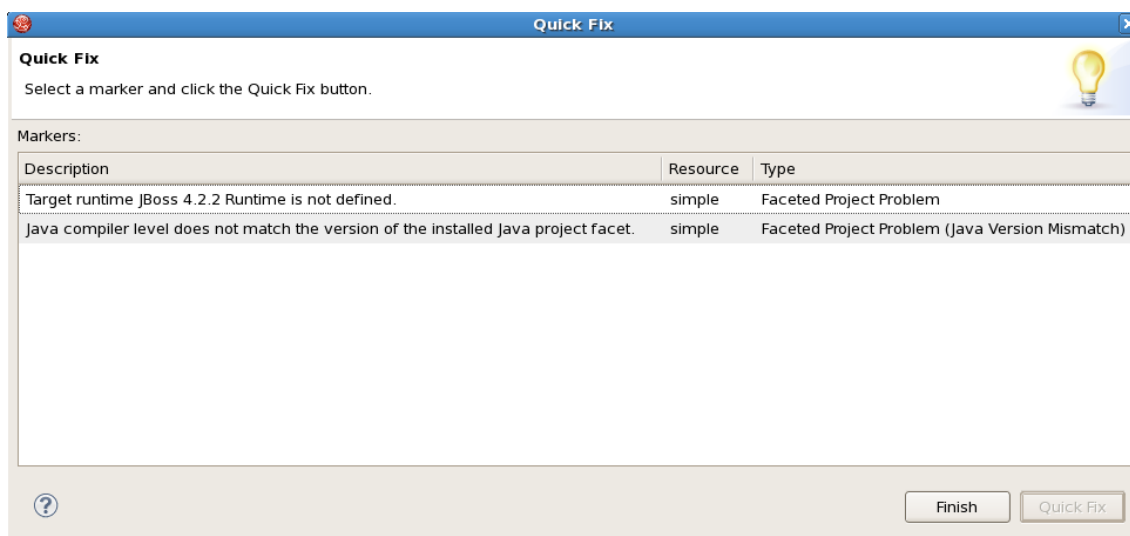 Quick Fix
Quick Fix
Select a marker and click the Quick Fix button.
Markers:
Description Resource Type
Target runtime JBoss 4.2.2 Runtime is not defined. simple Faceted Project Problem
Java compiler level does not match the version of the installed Java project facet. simple Faceted Project Problem (Java Version Mismatch)
? Finish Quick Fix